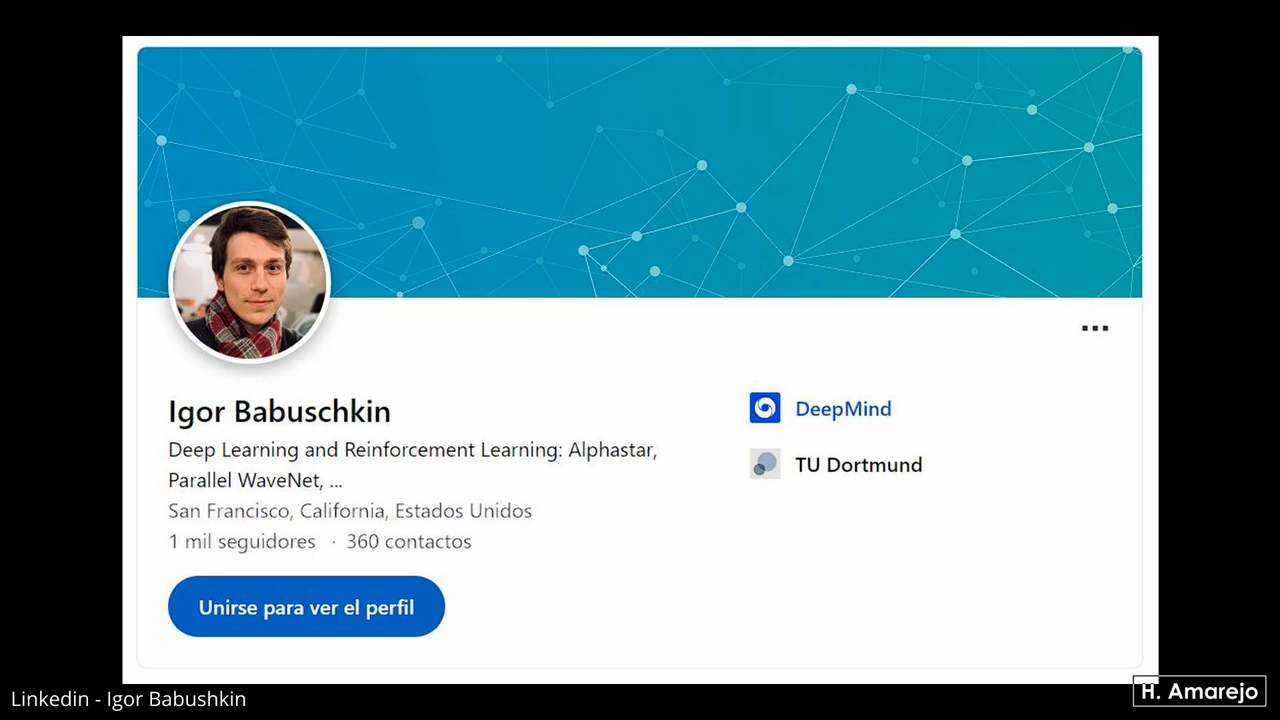 Igor Babuschkin
Deep Learning and Reinforcement Learning: Alphastar,
Parallel WaveNet, ...
San Francisco, California, Estados Unidos
1 mil seguidores · 360 contactos
Unirse para ver el perfil
DeepMind
TU Dortmund
Linkedin - Igor Babushkin
H. Amarejo